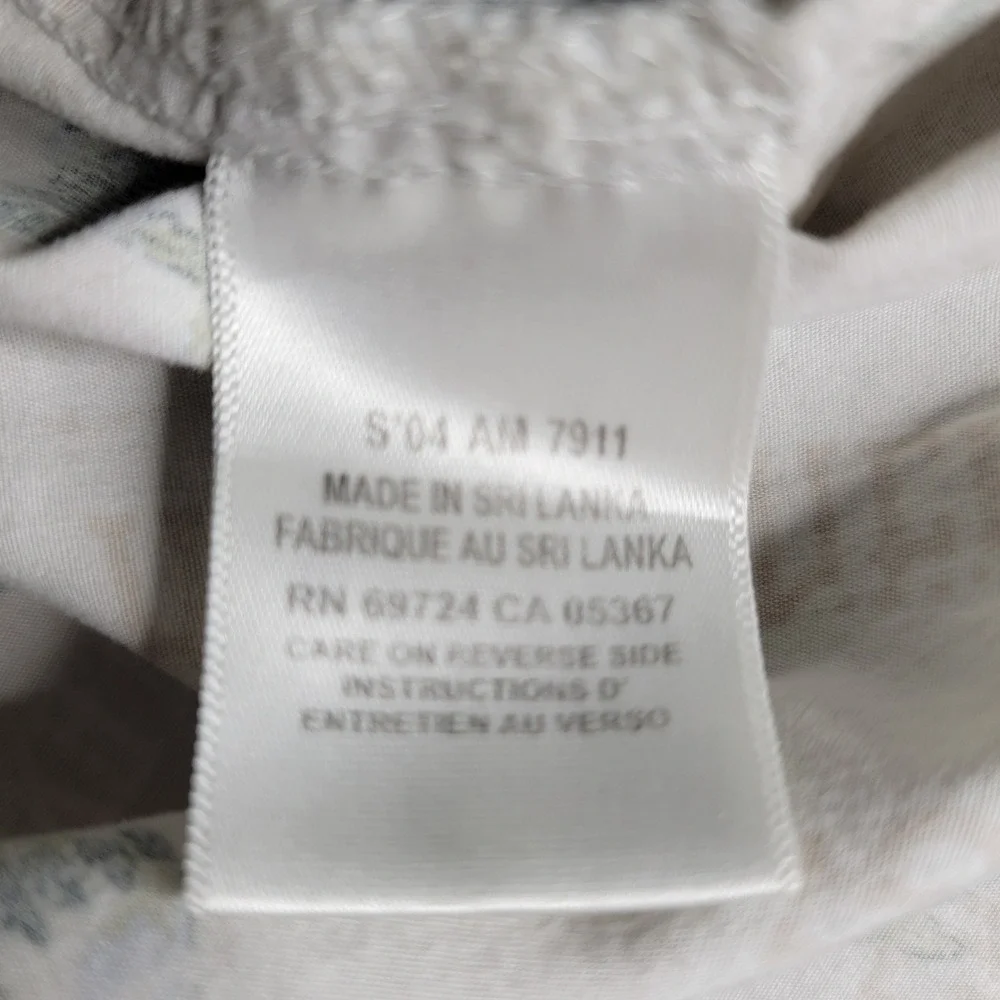 S'04 AM 7911
MADE IN SRI LANKA
FABRIQUE AU SRI LANKA
RN 69724 CA 05367
CARE ON REVERSE SIDE
INSTRUCTIONS D'
ENTRETIEN AU VERSO